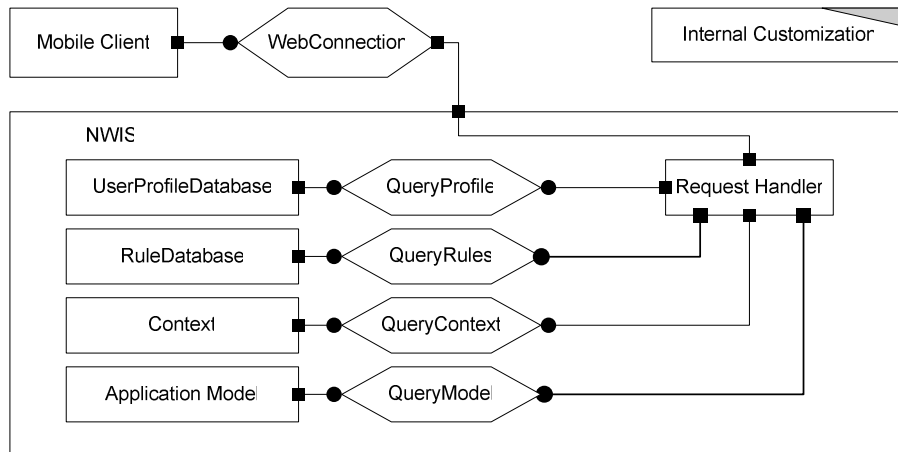 Mobile Client
WebConnection
Internal Customization
NWIS
UserProfileDatabase
QueryProfile
Request Handler
RuleDatabase
QueryRules
Context
QueryContext
Application Model
QueryModel